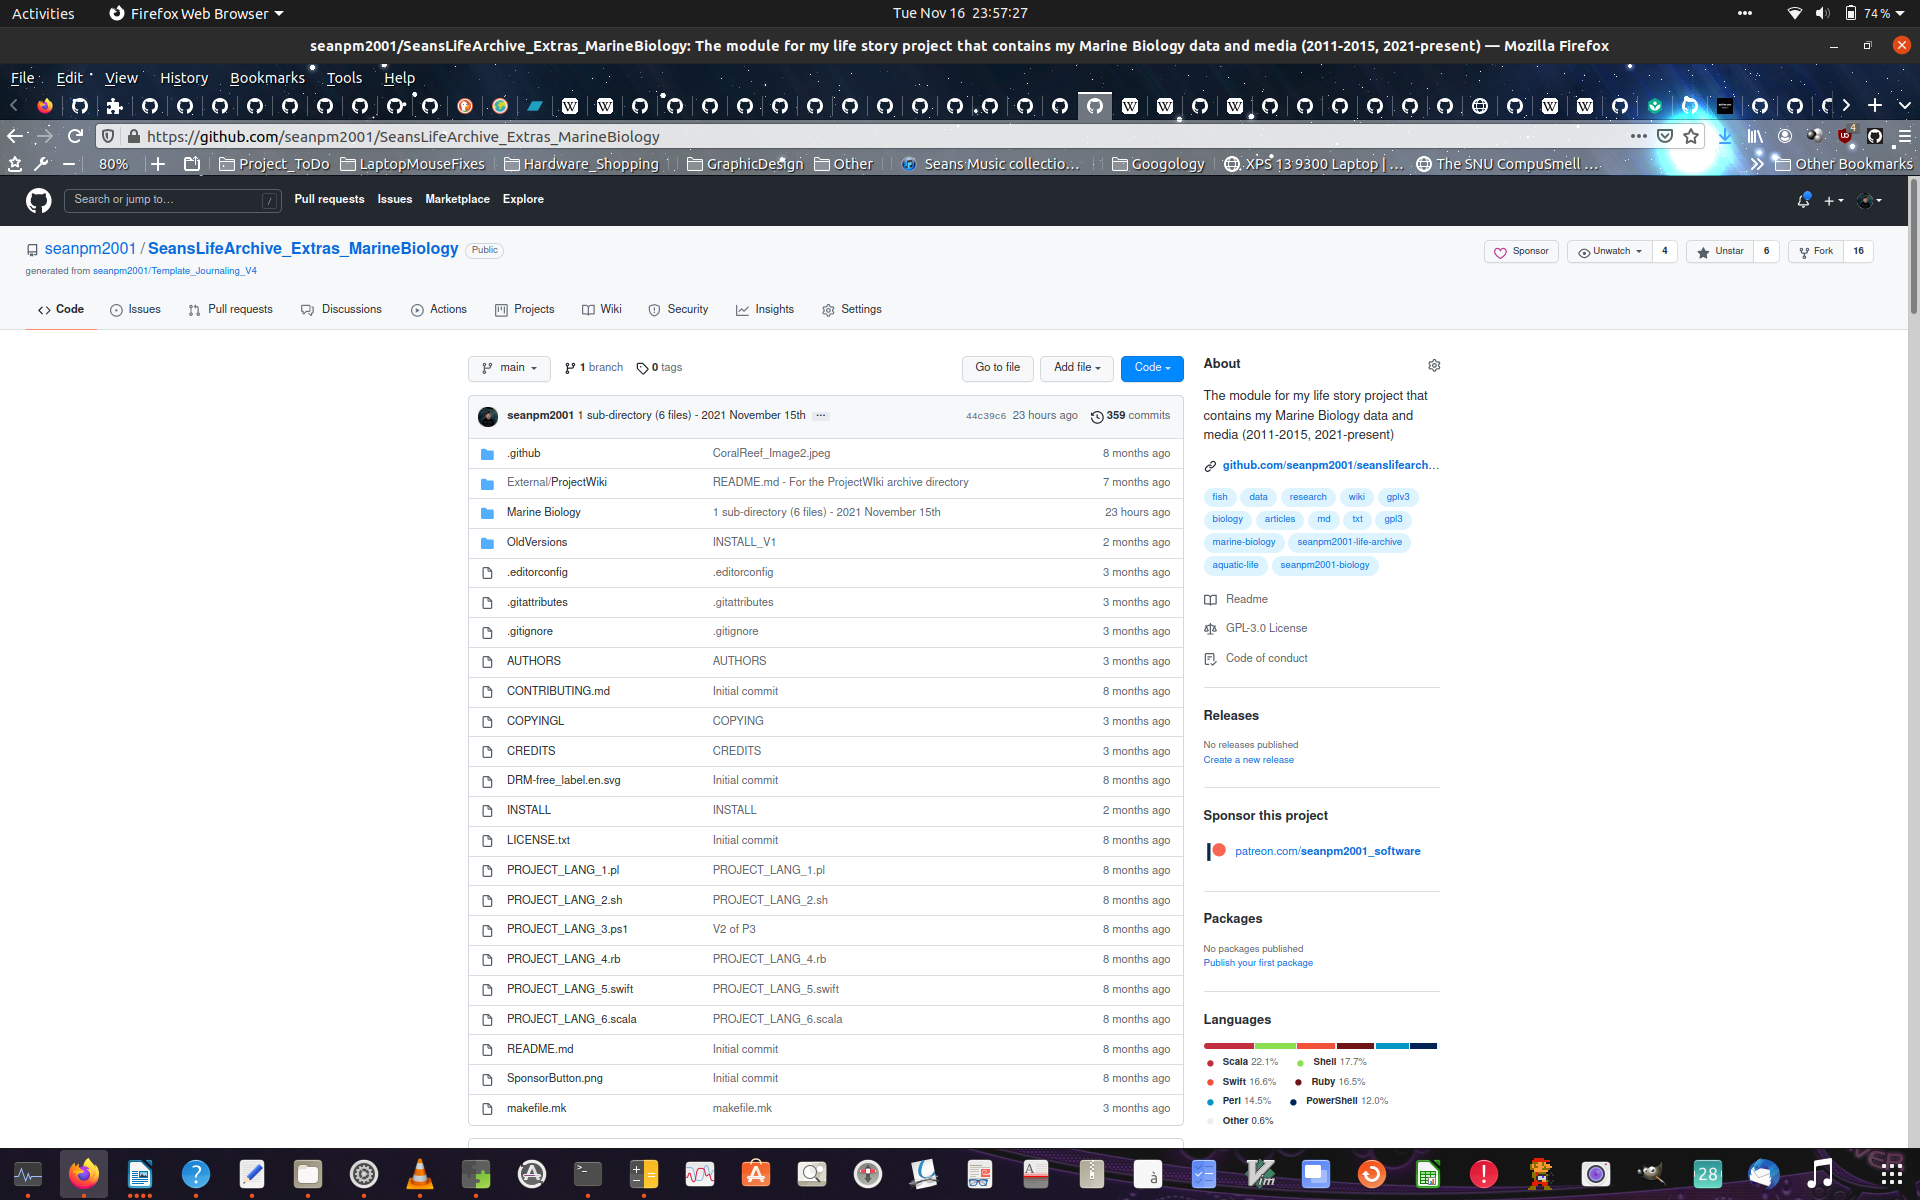 Activities
Firefox Web Browser
Tue Nov 16 23:57:27
74 %
seanpm2001/SeansLifeArchive_Extras_MarineBiology: The module for my life story project that contains my Marine Biology data and media (2011-2015, 2021-present) — Mozilla Firefox
File Edit View History Bookmarks Tools Help
https://github.com/seanpm2001/SeansLifeArchive_Extras_MarineBiology
80%
Project_ToDo
LaptopMouseFixes
Hardware_Shopping
GraphicDesign
Other
Seans Music collectio…
Googology
XPS 13 9300 Laptop | …
The SNU CompuSmell …
Other Bookmarks
Search or jump to…
/
Pull requests Issues Marketplace Explore
seanpm2001 / SeansLifeArchive_Extras_MarineBiology Public
generated from seanpm2001/Template_Journaling_V4
Sponsor
Unwatch 4
Unstar 6
Fork 16
Code Issues Pull requests Discussions Actions Projects Wiki Security Insights Settings
main 1 branch 0 tags
Go to file Add file Code
seanpm2001 1 sub-directory (6 files) - 2021 November 15th ... 44c39c6 23 hours ago 359 commits
.github CoralReef_Image2.jpeg 8 months ago
External/ProjectWiki README.md - For the ProjectWIki archive directory 7 months ago
Marine Biology 1 sub-directory (6 files) - 2021 November 15th 23 hours ago
OldVersions INSTALL_V1 2 months ago
.editorconfig .editorconfig 3 months ago
.gitattributes .gitattributes 3 months ago
.gitignore .gitignore 3 months ago
AUTHORS AUTHORS 3 months ago
CONTRIBUTING.md Initial commit 8 months ago
COPYINGL COPYING 3 months ago
CREDITS CREDITS 3 months ago
DRM-free_label.en.svg Initial commit 8 months ago
INSTALL INSTALL 2 months ago
LICENSE.txt Initial commit 8 months ago
PROJECT_LANG_1.pl PROJECT_LANG_1.pl 8 months ago
PROJECT_LANG_2.sh PROJECT_LANG_2.sh 8 months ago
PROJECT_LANG_3.ps1 V2 of P3 8 months ago
PROJECT_LANG_4.rb PROJECT_LANG_4.rb 8 months ago
PROJECT_LANG_5.swift PROJECT_LANG_5.swift 8 months ago
PROJECT_LANG_6.scala PROJECT_LANG_6.scala 8 months ago
README.md Initial commit 8 months ago
SponsorButton.png Initial commit 8 months ago
makefile.mk makefile.mk 3 months ago
About
The module for my life story project that
contains my Marine Biology data and
media (2011-2015, 2021-present)
github.com/seanpm2001/seanslifearch…
fish data research wiki gplv3
biology articles md txt gpl3
marine-biology seanpm2001-life-archive
aquatic-life seanpm2001-biology
Readme
GPL-3.0 License
Code of conduct
Releases
No releases published
Create a new release
Sponsor this project
patreon.com/seanpm2001_software
Packages
No packages published
Publish your first package
Languages
Scala 22.1% Shell 17.7%
Swift 16.6% Ruby 16.5%
Perl 14.5% PowerShell 12.0%
Other 0.6%
28